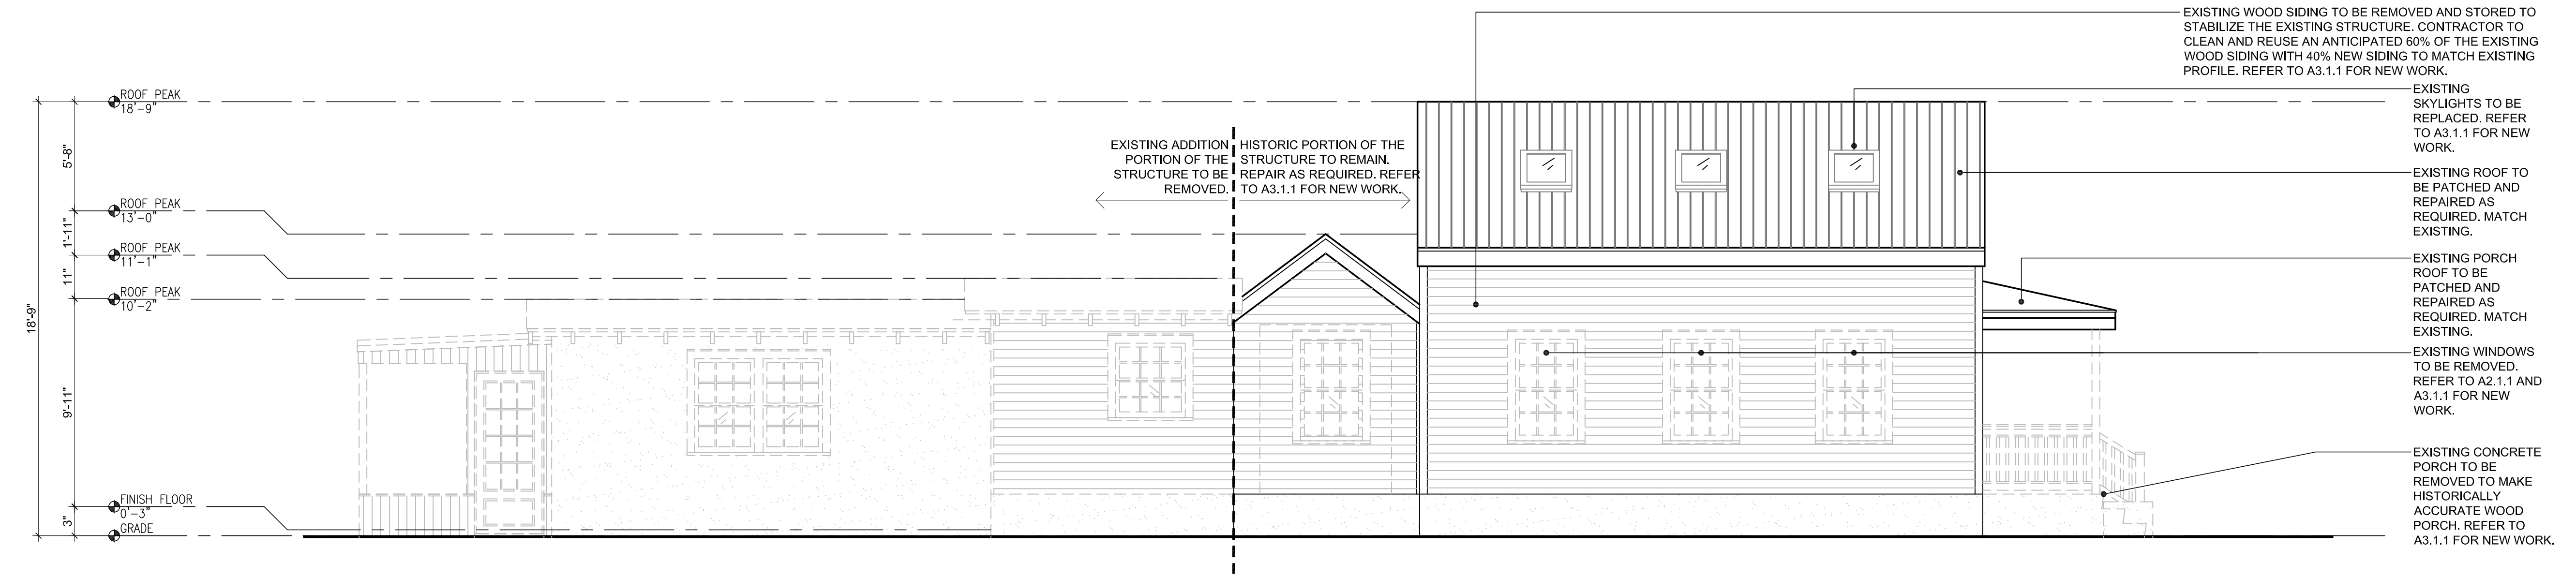 EXISTING WOOD SIDING TO BE REMOVED AND STORED TO
STABILIZE THE EXISTING STRUCTURE. CONTRACTOR TO
CLEAN AND REUSE AN ANTICIPATED 60% OF THE EXISTING
WOOD SIDING WITH 40% NEW SIDING TO MATCH EXISTING
PROFILE. REFER TO A3.1.1 FOR NEW WORK.
EXISTING
SKYLIGHTS TO BE
REPLACED. REFER
TO A3.1.1 FOR NEW
WORK.
EXISTING ROOF TO
BE PATCHED AND
REPAIRED AS
REQUIRED. MATCH
EXISTING.
EXISTING PORCH
ROOF TO BE
PATCHED AND
REPAIRED AS
REQUIRED. MATCH
EXISTING.
EXISTING WINDOWS
TO BE REMOVED.
REFER TO A2.1.1 AND
A3.1.1 FOR NEW
WORK.
EXISTING CONCRETE
PORCH TO BE
REMOVED TO MAKE
HISTORICALLY
ACCURATE WOOD
PORCH. REFER TO
A3.1.1 FOR NEW WORK.
EXISTING ADDITION
PORTION OF THE
STRUCTURE TO BE
REMOVED.
HISTORIC PORTION OF THE
STRUCTURE TO REMAIN.
REPAIR AS REQUIRED. REFER
TO A3.1.1 FOR NEW WORK.
ROOF PEAK
18'-9"
ROOF PEAK
13'-0"
ROOF PEAK
11'-1"
ROOF PEAK
10'-2"
FINISH FLOOR
0'-3"
GRADE
18'-9"
5'-8"
1'-11"
11"
9'-11"
3"